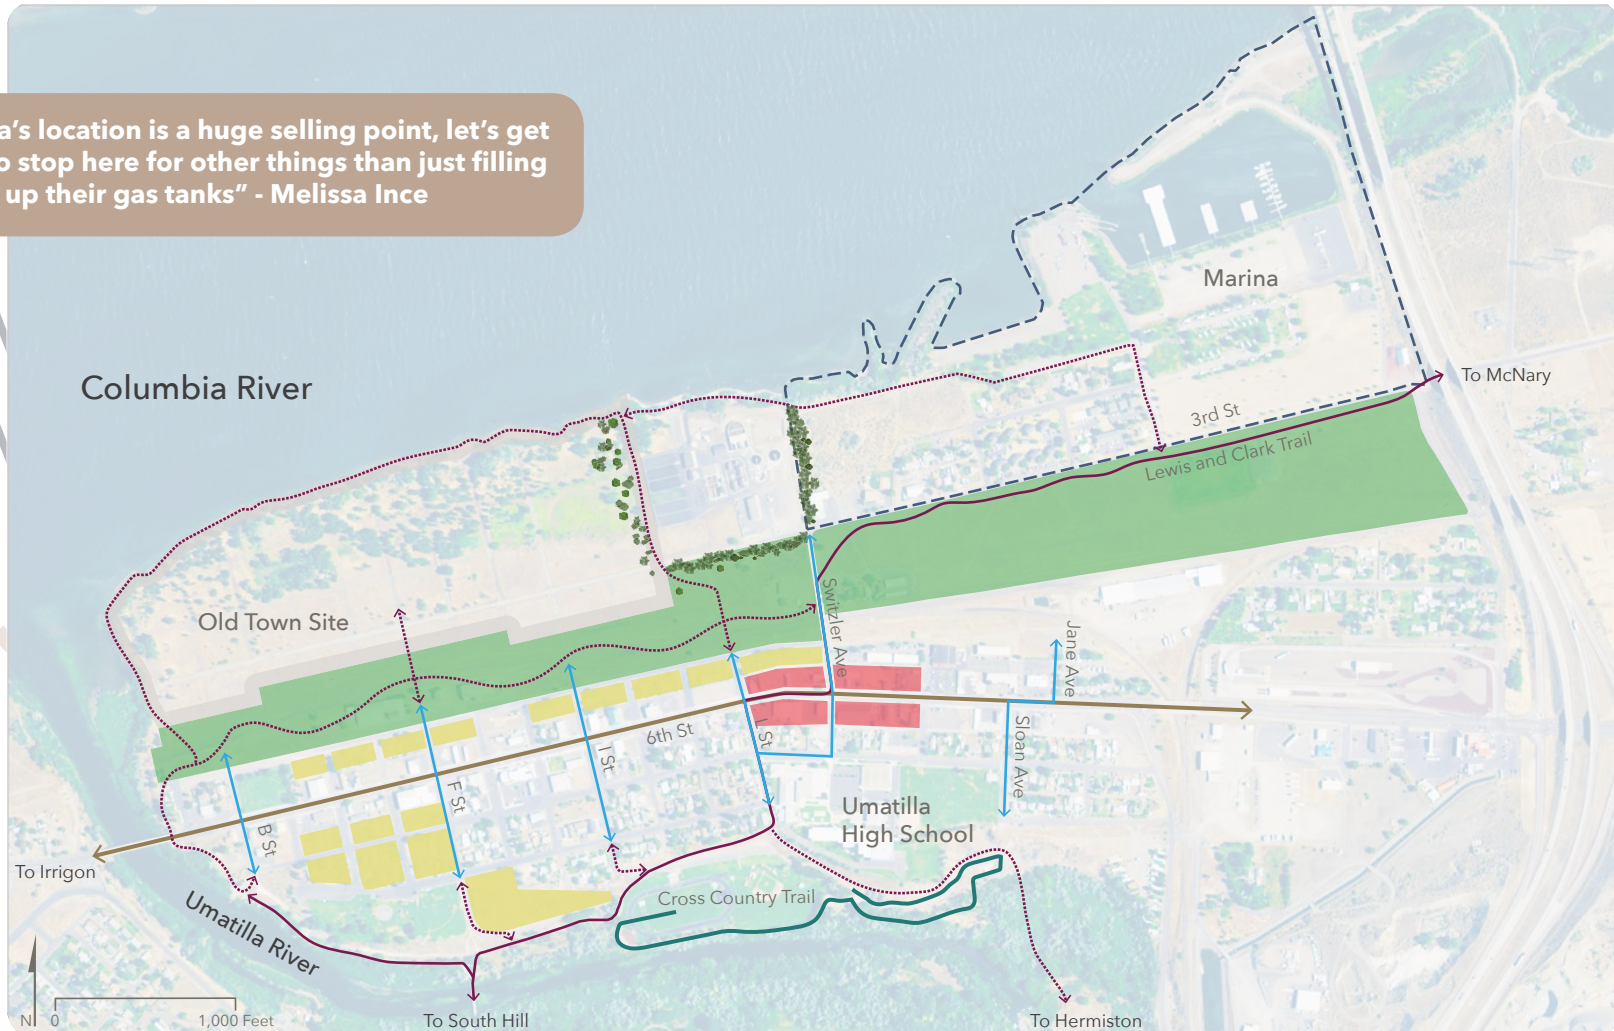 a’s location is a huge selling point, let’s get
o stop here for other things than just filling
up their gas tanks” - Melissa Ince
Marina
Columbia River
To McNary
3rd St
Lewis and Clark Trail
Old Town Site
Switzler Ave
Jane Ave
6th St
L St
I St
Sloan Ave
F St
B St
Umatilla
High School
To Irrigon
Cross Country Trail
Umatilla River
N
0
1,000 Feet
To South Hill
To Hermiston